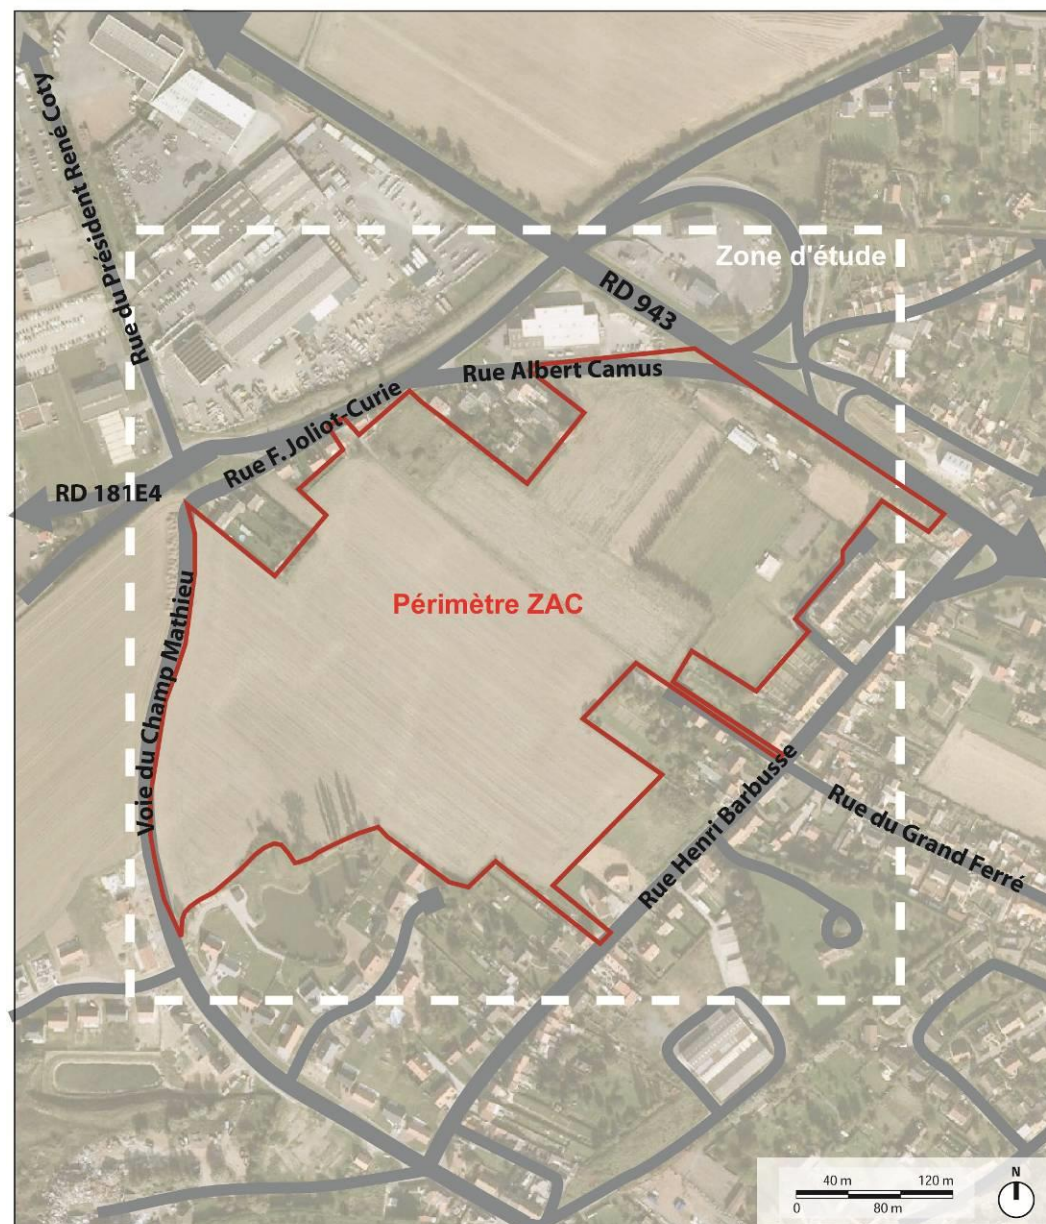 Rue du Président René Coty
Zone d'étude
RD 943
Rue Albert Camus
Rue F. Joliot-Curie
RD 181E4
Périmètre ZAC
Voie du Champ Mathieu
Rue Henri Barbusse
Rue du Grand Ferré
N
40 m 120 m
0 80 m